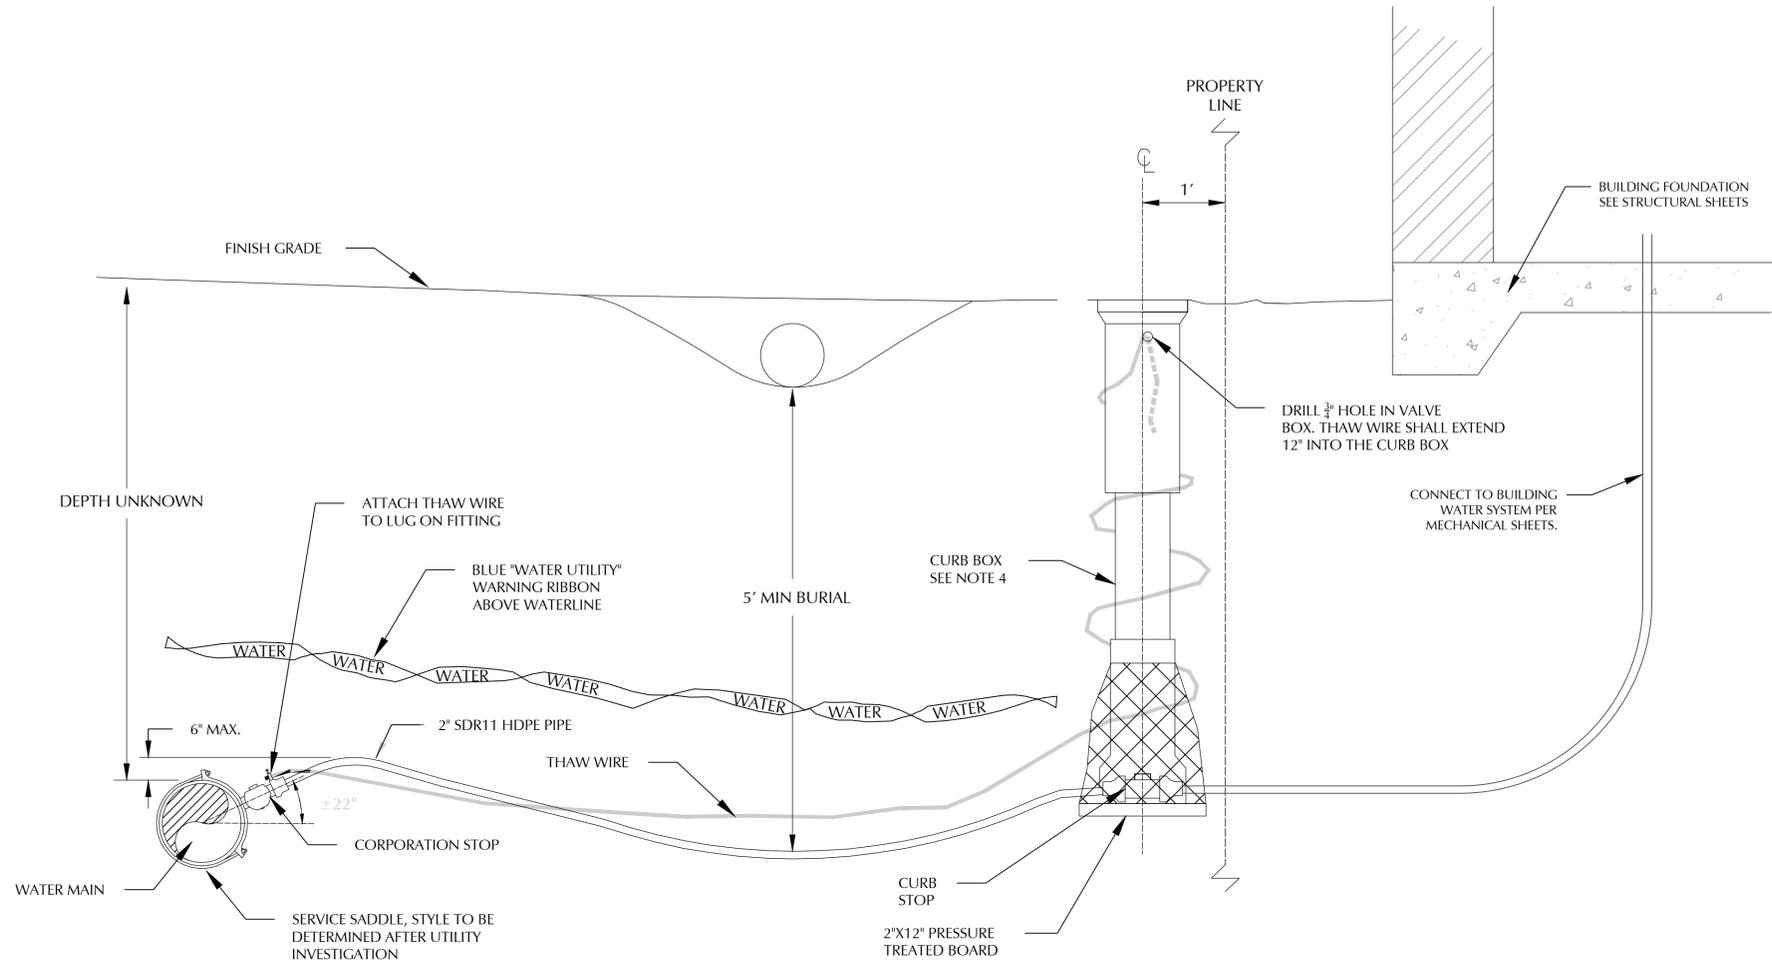 PROPERTY
LINE
℄
1'
BUILDING FOUNDATION
SEE STRUCTURAL SHEETS
FINISH GRADE
DRILL 3/4" HOLE IN VALVE
BOX. THAW WIRE SHALL EXTEND
12" INTO THE CURB BOX
DEPTH UNKNOWN
ATTACH THAW WIRE
TO LUG ON FITTING
CONNECT TO BUILDING
WATER SYSTEM PER
MECHANICAL SHEETS.
BLUE "WATER UTILITY"
WARNING RIBBON
ABOVE WATERLINE
CURB BOX
SEE NOTE 4
5' MIN BURIAL
WATER
WATER
WATER
WATER
WATER
WATER
WATER
6" MAX.
2" SDR11 HDPE PIPE
THAW WIRE
±22°
CORPORATION STOP
WATER MAIN
CURB
STOP
SERVICE SADDLE, STYLE TO BE
DETERMINED AFTER UTILITY
INVESTIGATION
2"X12" PRESSURE
TREATED BOARD